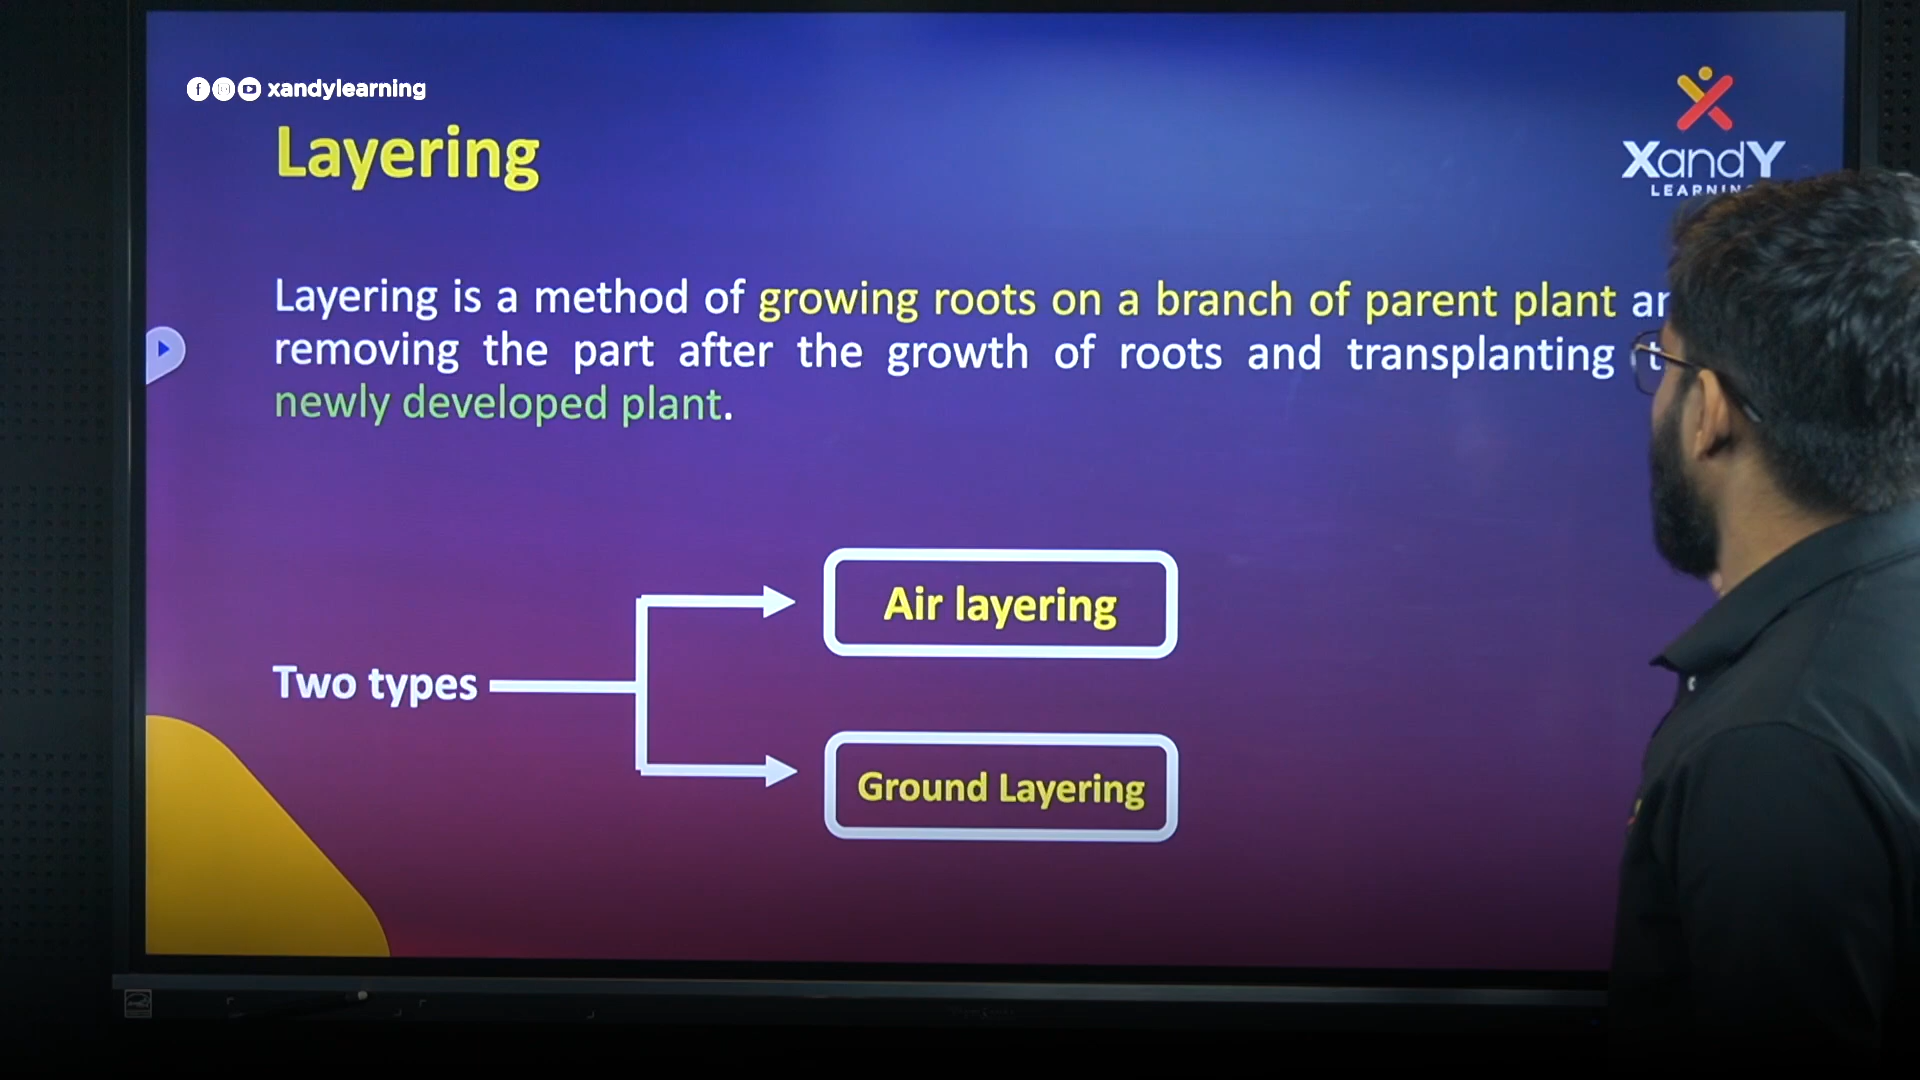 xandylearning
XandY
Layering
Layering is a method of growing roots on a branch of parent plant
removing the part after the growth of roots and transplanting
newly developed plant.
Air layering
Two types
Ground Layering